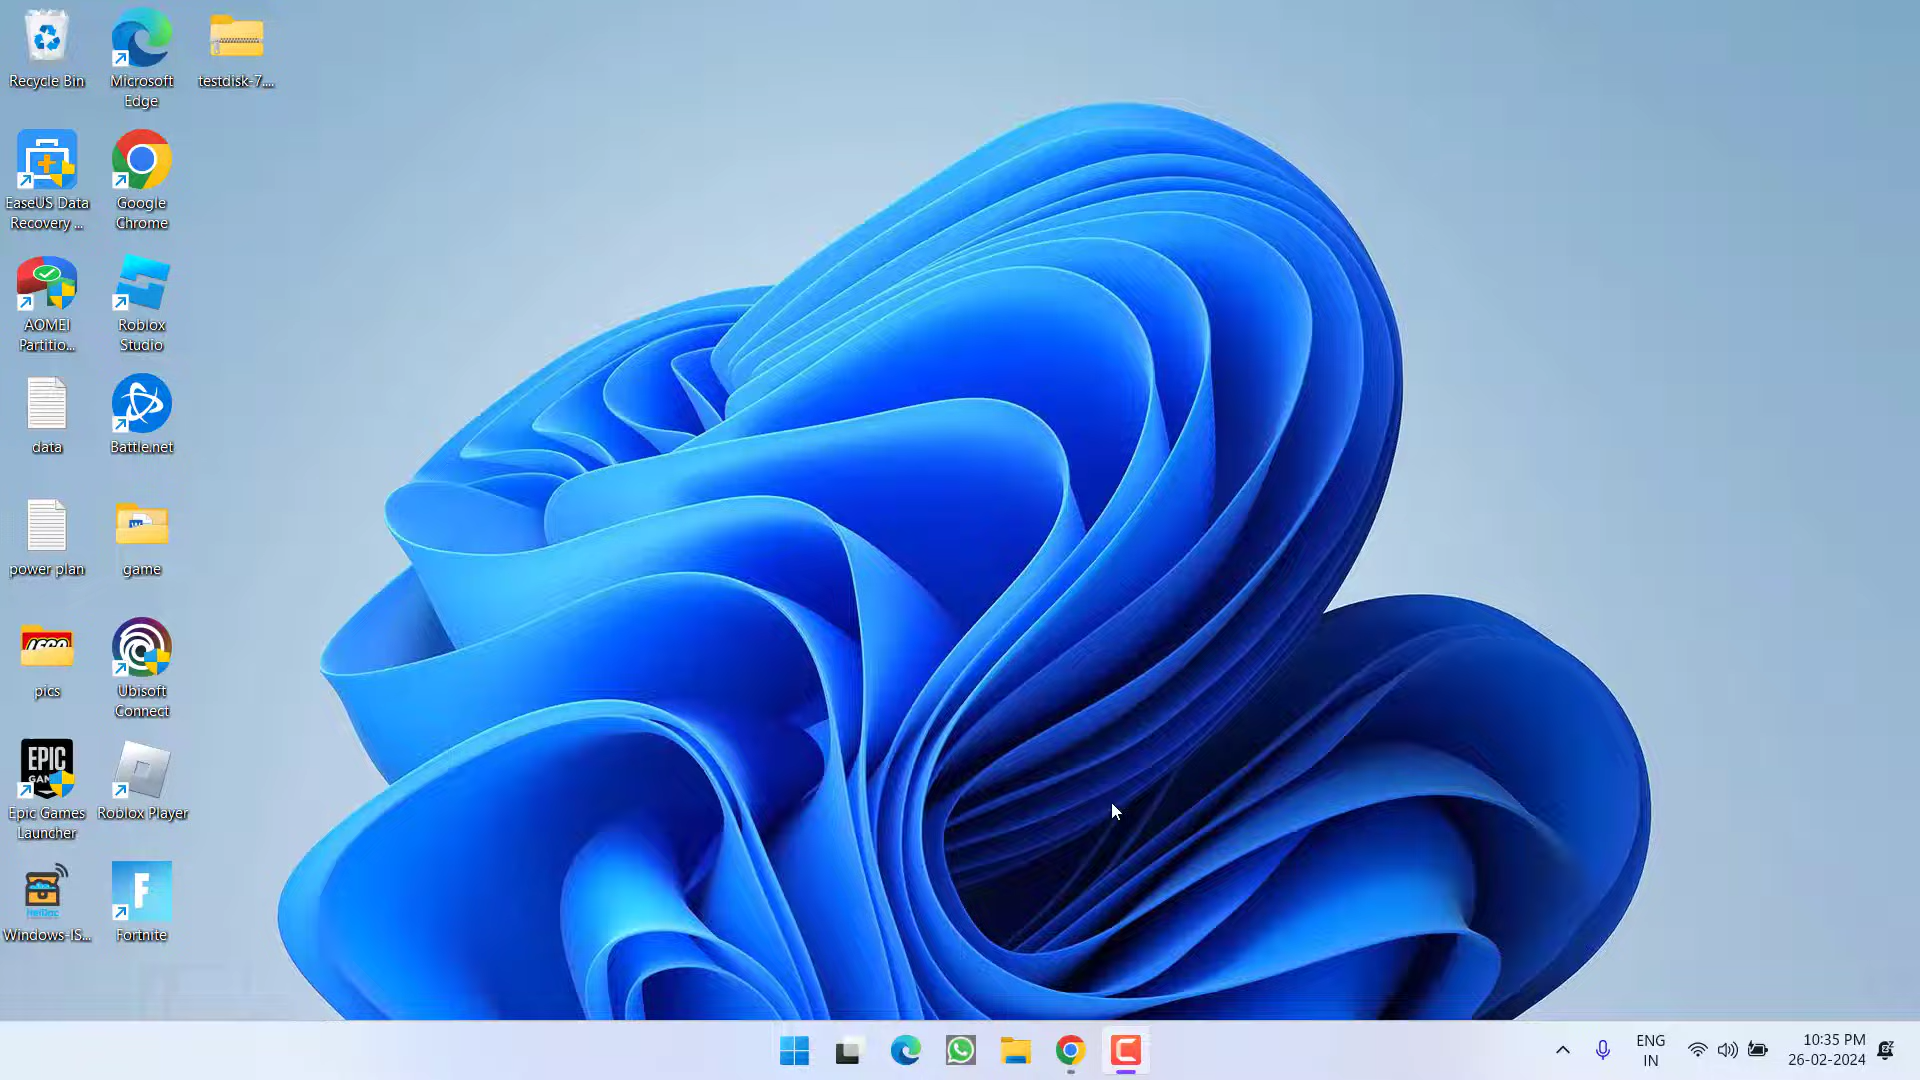 Recycle Bin
Microsoft
Edge
testdisk-7....
EaseUS Data
Recovery ...
Google
Chrome
AOMEI
Partitio...
Roblox
Studio
data
Battle.net
power plan
game
LEGO
pics
Ubisoft
Connect
EPIC
GAM
Epic Games
Launcher
Roblox Player
Windows-IS...
F
Fortnite
ENG
IN
10:35 PM
26-02-2024